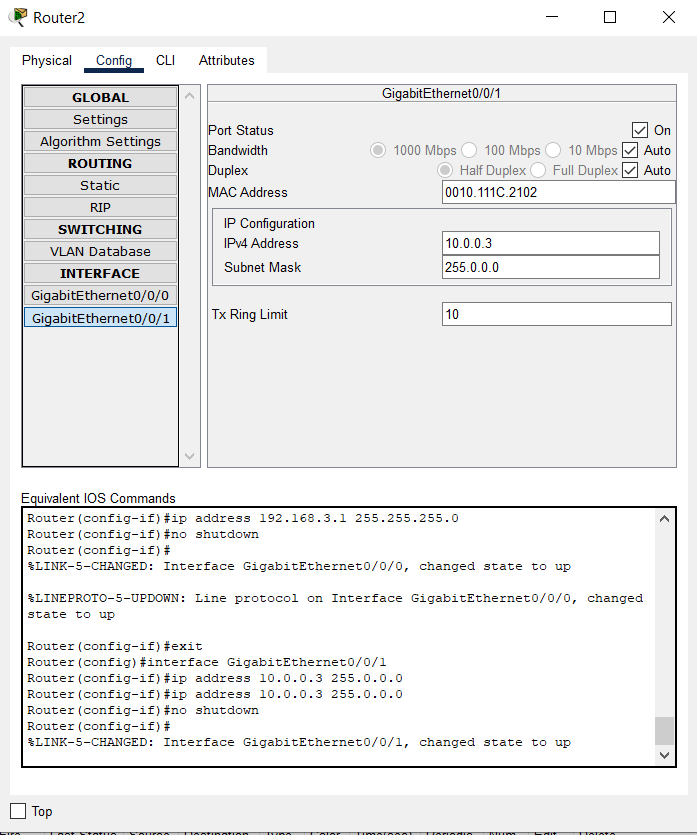 Router2
Physical Config CLI Attributes
GLOBAL
Settings
Algorithm Settings
ROUTING
Static
RIP
SWITCHING
VLAN Database
INTERFACE
GigabitEthernet0/0/0
GigabitEthernet0/0/1
GigabitEthernet0/0/1
Port Status On
Bandwidth 1000 Mbps 100 Mbps 10 Mbps Auto
Duplex Half Duplex Full Duplex Auto
MAC Address 0010.111C.2102
IP Configuration
IPv4 Address 10.0.0.3
Subnet Mask 255.0.0.0
Tx Ring Limit 10
Equivalent IOS Commands
Router(config-if)#ip address 192.168.3.1 255.255.255.0
Router(config-if)#no shutdown
Router(config-if)#
%LINK-5-CHANGED: Interface GigabitEthernet0/0/0, changed state to up
%LINEPROTO-5-UPDOWN: Line protocol on Interface GigabitEthernet0/0/0, changed
state to up
Router(config-if)#exit
Router(config)#interface GigabitEthernet0/0/1
Router(config-if)#ip address 10.0.0.3 255.0.0.0
Router(config-if)#ip address 10.0.0.3 255.0.0.0
Router(config-if)#no shutdown
Router(config-if)#
%LINK-5-CHANGED: Interface GigabitEthernet0/0/1, changed state to up
Top